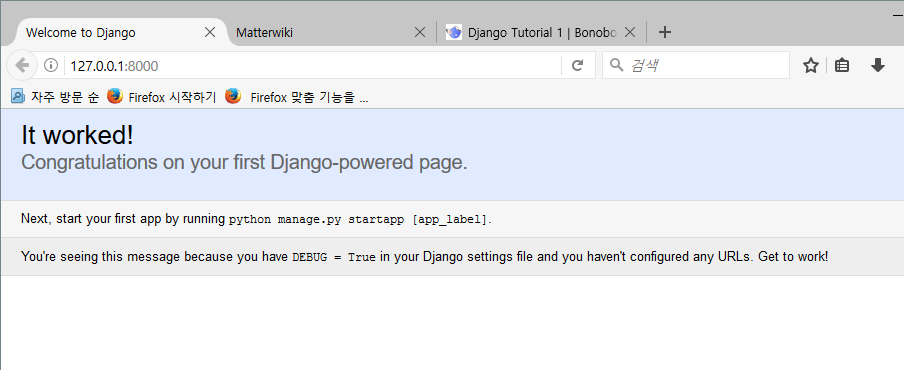 Welcome to Django
Matterwiki
Django Tutorial 1 | Bonobo
127.0.0.1:8000
검색
자주 방문 순
Firefox 시작하기
Firefox 맞춤 기능을 ...
It worked!
Congratulations on your first Django-powered page.
Next, start your first app by running python manage.py startapp [app_label].
You're seeing this message because you have DEBUG = True in your Django settings file and you haven't configured any URLs. Get to work!